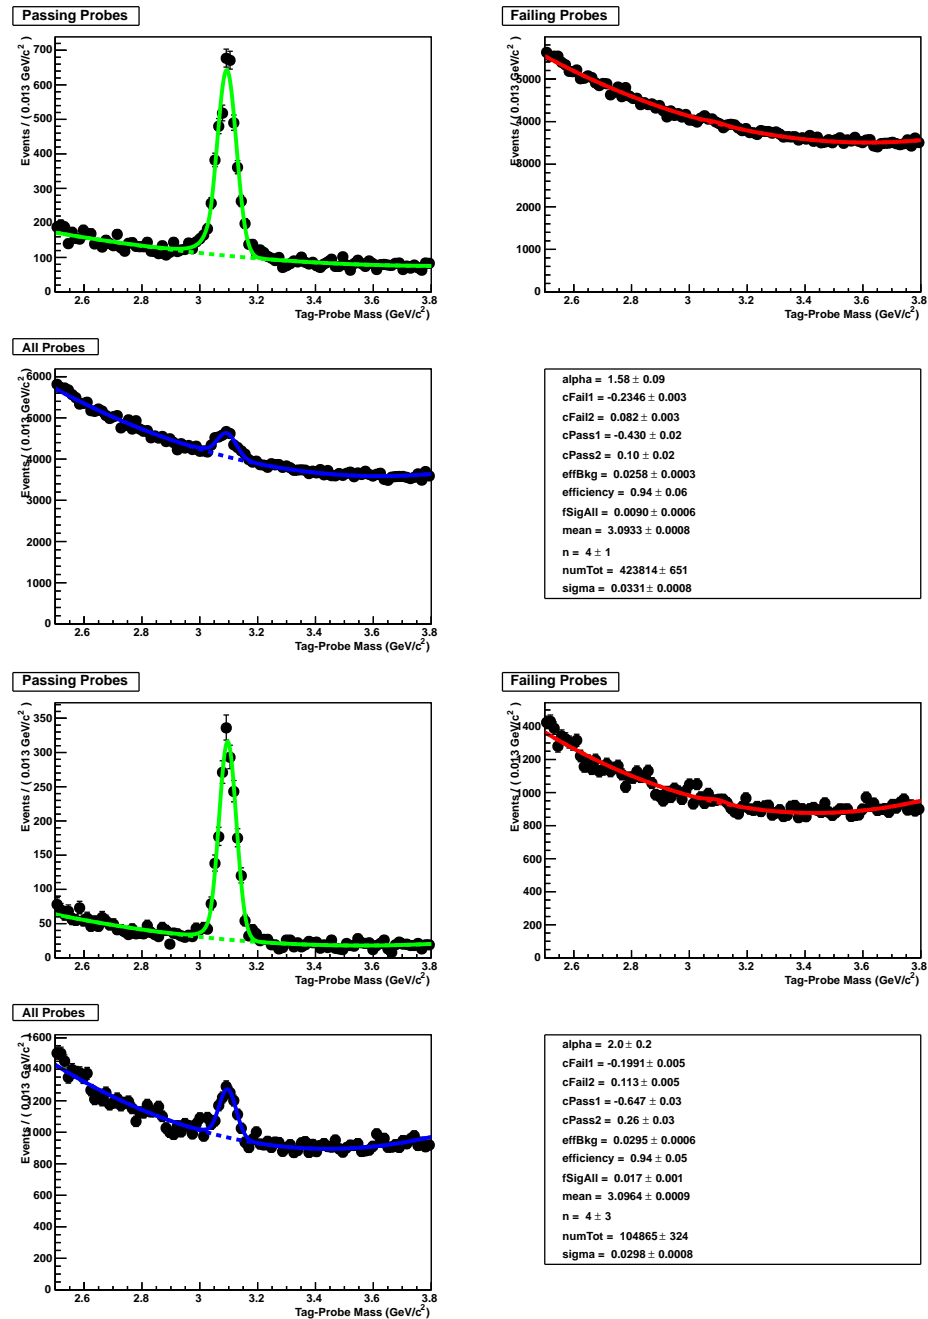 Passing Probes
Events / ( 0.013 GeV/c² )
700
600
500
400
300
200
100
0
2.6 2.8 3 3.2 3.4 3.6 3.8
Tag-Probe Mass (GeV/c²)
Failing Probes
Events / ( 0.013 GeV/c² )
5000
4000
3000
2000
1000
0
2.6 2.8 3 3.2 3.4 3.6 3.8
Tag-Probe Mass (GeV/c²)
All Probes
Events / ( 0.013 GeV/c² )
6000
5000
4000
3000
2000
1000
0
2.6 2.8 3 3.2 3.4 3.6 3.8
Tag-Probe Mass (GeV/c²)
alpha = 1.58 ± 0.09
cFail1 = -0.2346 ± 0.003
cFail2 = 0.082 ± 0.003
cPass1 = -0.430 ± 0.02
cPass2 = 0.10 ± 0.02
effBkg = 0.0258 ± 0.0003
efficiency = 0.94 ± 0.06
fSigAll = 0.0090 ± 0.0006
mean = 3.0933 ± 0.0008
n = 4 ± 1
numTot = 423814 ± 651
sigma = 0.0331 ± 0.0008
Passing Probes
Events / ( 0.013 GeV/c² )
350
300
250
200
150
100
50
0
2.6 2.8 3 3.2 3.4 3.6 3.8
Tag-Probe Mass (GeV/c²)
Failing Probes
Events / ( 0.013 GeV/c² )
1400
1200
1000
800
600
400
200
0
2.6 2.8 3 3.2 3.4 3.6 3.8
Tag-Probe Mass (GeV/c²)
All Probes
Events / ( 0.013 GeV/c² )
1600
1400
1200
1000
800
600
400
200
0
2.6 2.8 3 3.2 3.4 3.6 3.8
Tag-Probe Mass (GeV/c²)
alpha = 2.0 ± 0.2
cFail1 = -0.1991 ± 0.005
cFail2 = 0.113 ± 0.005
cPass1 = -0.647 ± 0.03
cPass2 = 0.26 ± 0.03
effBkg = 0.0295 ± 0.0006
efficiency = 0.94 ± 0.05
fSigAll = 0.017 ± 0.001
mean = 3.0964 ± 0.0009
n = 4 ± 3
numTot = 104865 ± 324
sigma = 0.0298 ± 0.0008